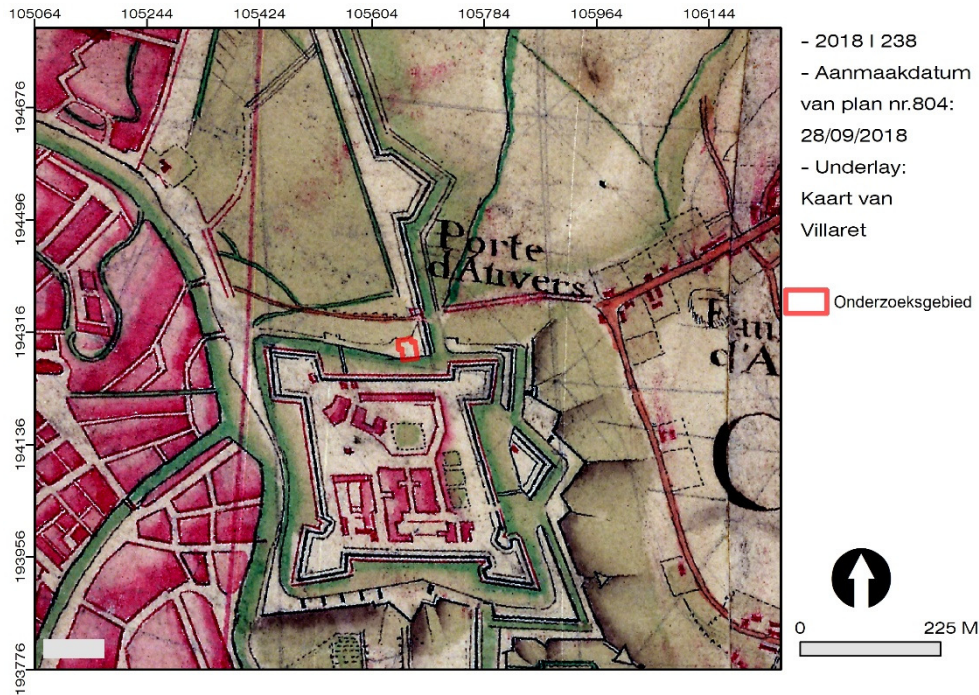 105064 105244 105424 105604 105784 105964 106144
194676
194496
194316
194136
193956
193776
Porte
d'Anvers
d'A
- 2018 I 238
- Aanmaakdatum
van plan nr.804:
28/09/2018
- Underlay:
Kaart van
Villaret
Onderzoeksgebied
0 225 M